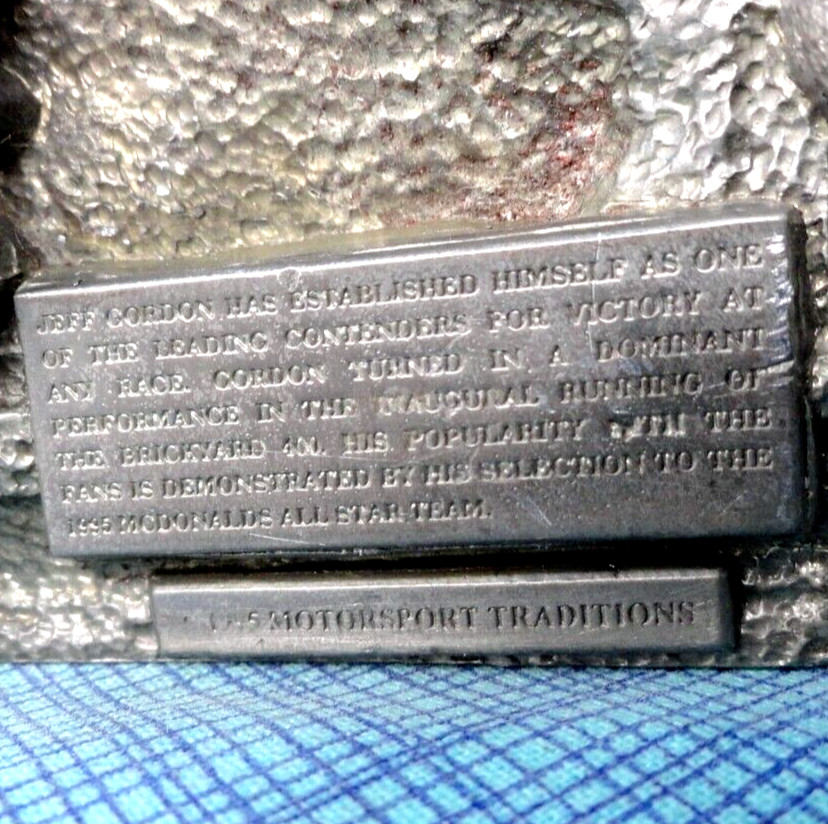 JEFF GORDON HAS ESTABLISHED HIMSELF AS ONE
OF THE LEADING CONTENDERS FOR VICTORY AT
ANY RACE. GORDON TURNED IN A DOMINANT
PERFORMANCE IN THE INAUGURAL RUNNING OF
THE BRICKYARD 400. HIS POPULARITY WITH THE
FANS IS DEMONSTRATED BY HIS SELECTION TO THE
1995 MCDONALDS ALL STAR TEAM.
MOTORSPORT TRADITIONS